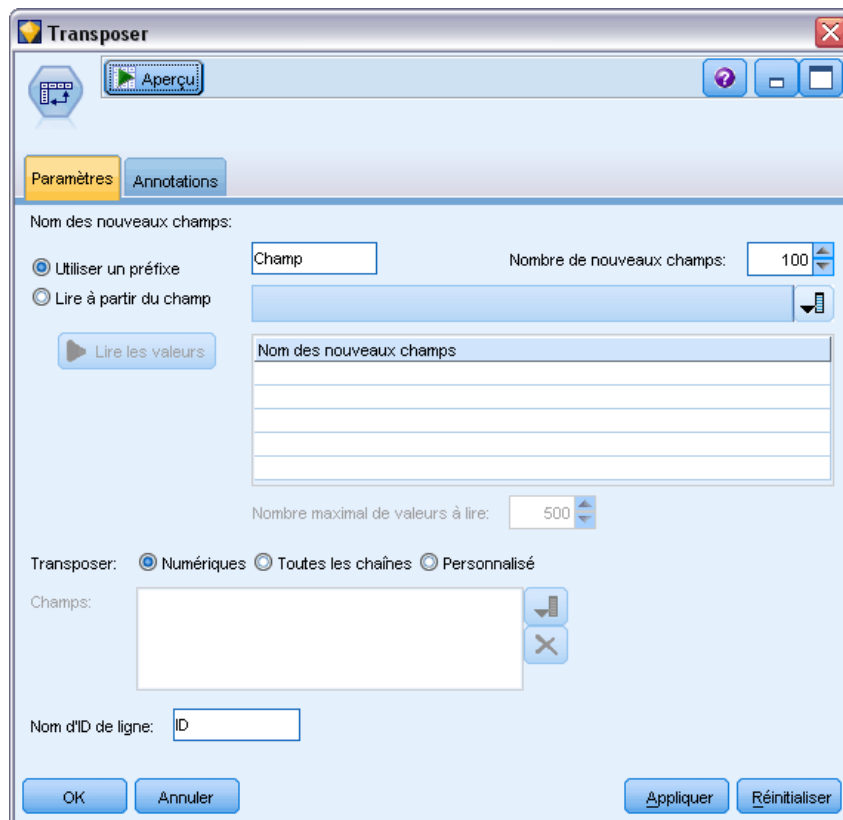 Transposer
Aperçu
Paramètres
Annotations
Nom des nouveaux champs:
Utiliser un préfixe
Champ
Nombre de nouveaux champs:
100
Lire à partir du champ
Lire les valeurs
Nom des nouveaux champs
Nombre maximal de valeurs à lire:
500
Transposer:
Numériques
Toutes les chaînes
Personnalisé
Champs:
Nom d'ID de ligne:
ID
OK
Annuler
Appliquer
Réinitialiser